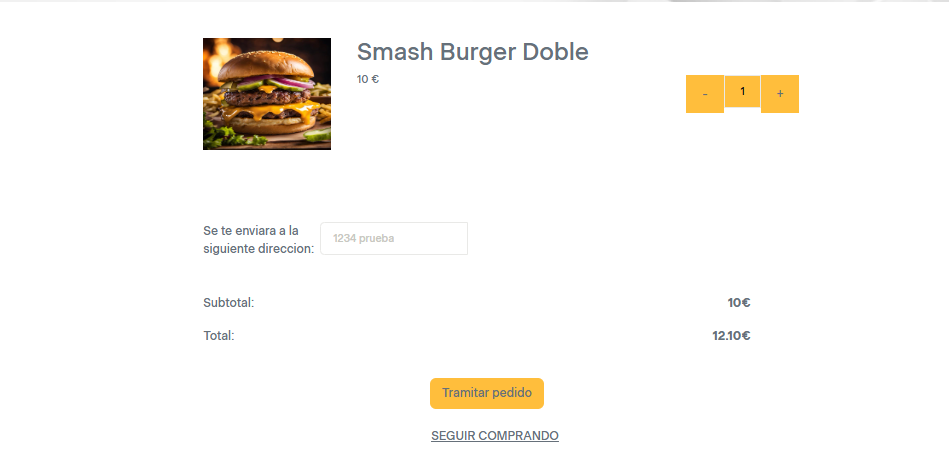 Smash Burger Doble
10 €
- 1 +
Se te enviara a la
siguiente direccion:
1234 prueba
Subtotal: 10€
Total: 12.10€
Tramitar pedido
SEGUIR COMPRANDO